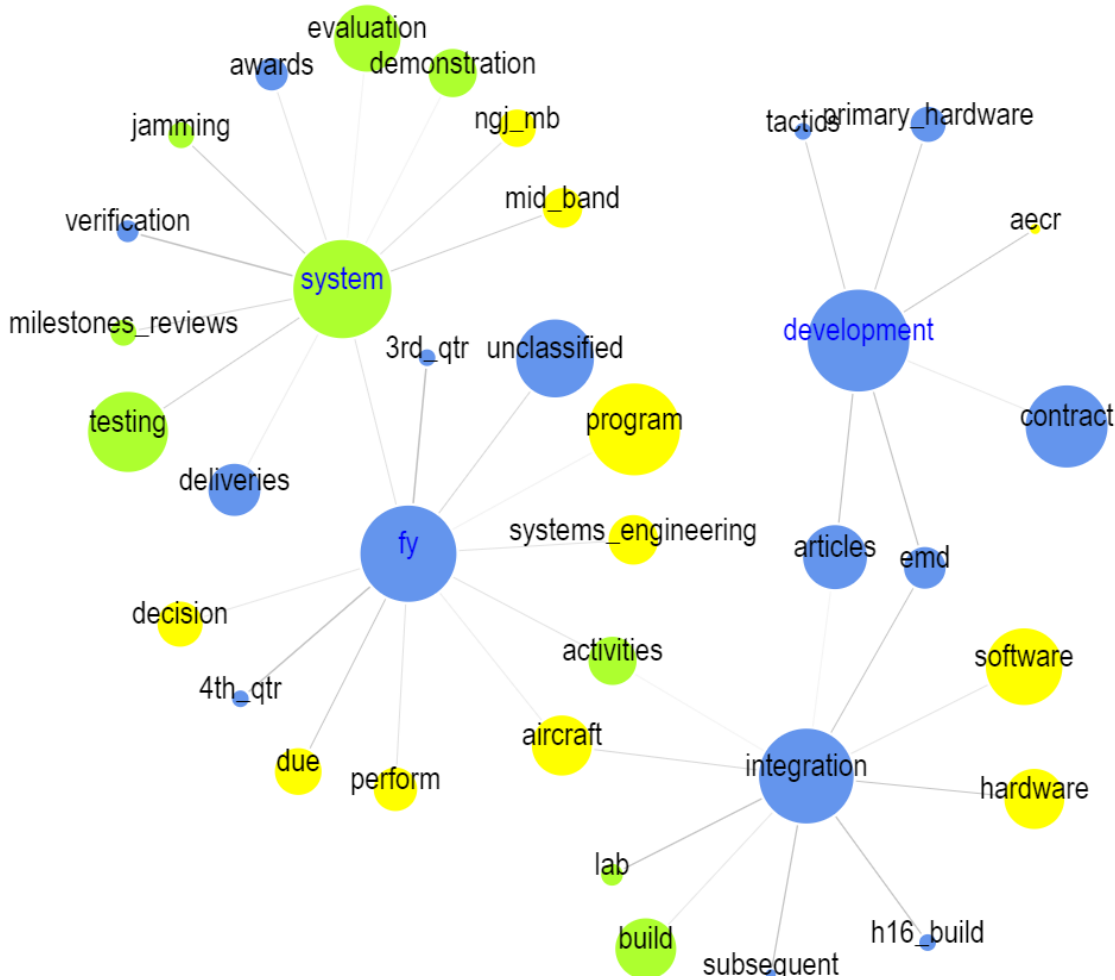 evaluation
awards
demonstration
jamming
ngj_mb
tactids
primary_hardware
mid_band
verification
aecr
system
milestones_reviews
3rd_qtr
unclassified
development
program
testing
contract
deliveries
systems_engineering
fy
articles
emd
decision
activities
software
4th_qtr
due
perform
aircraft
integration
hardware
lab
build
h16_build
subsequent